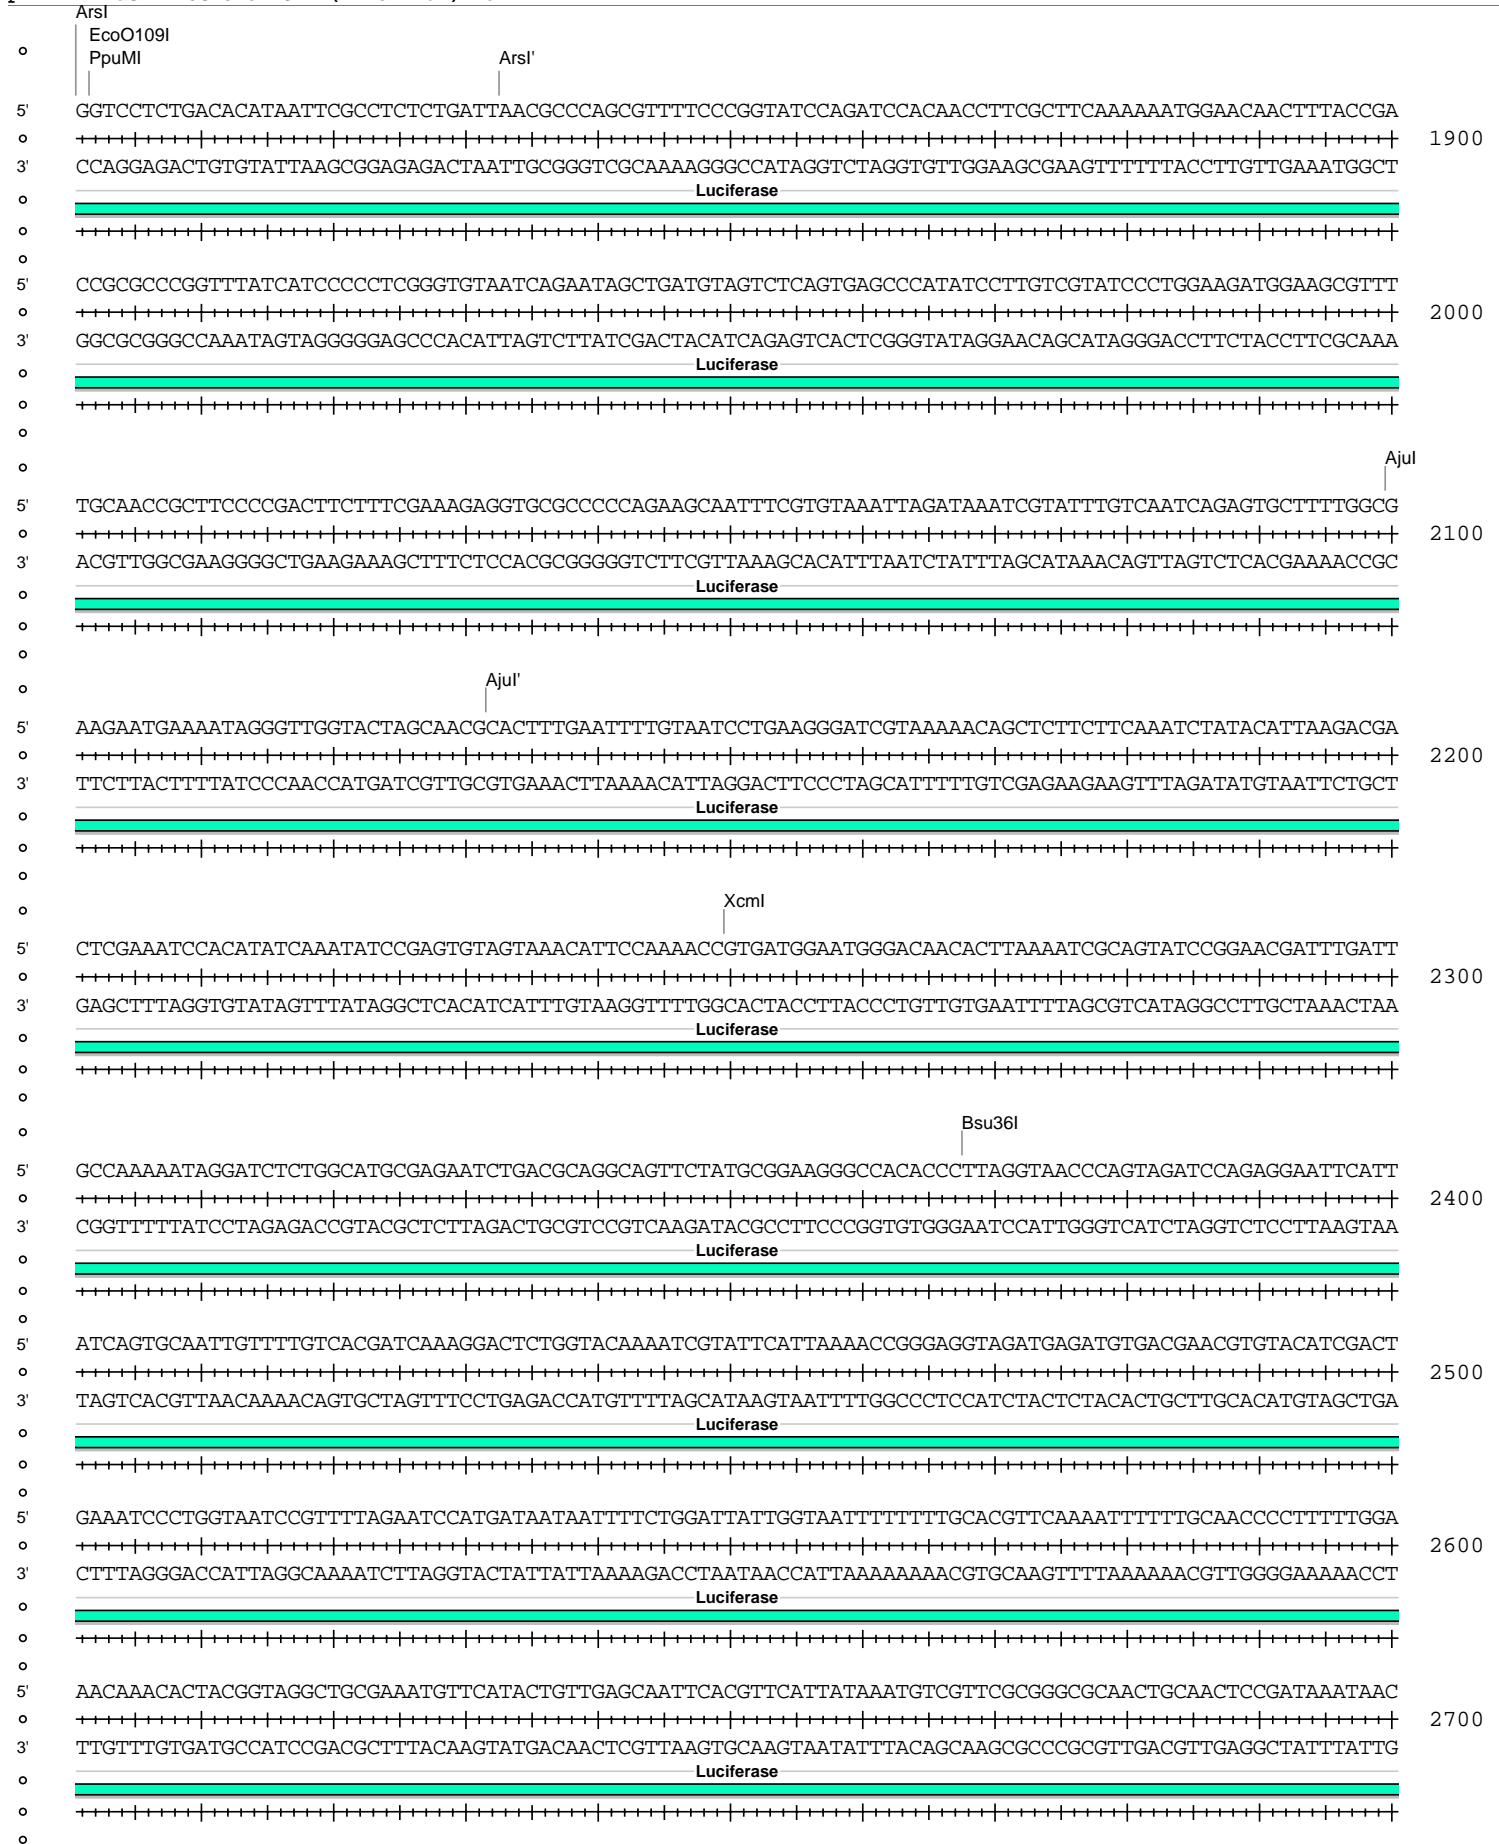 ArsI
EcoO109I
PpuMI
ArsI'
5' GGTCCTCTGACACATAATTCGCCTCTCTGATTAACGCCCAGCGTTTTCCCGGTATCCAGATCCACAACCTTCGCTTCAAAAAATGGAACAACTTTACCGA
1900
3' CCAGGAGACTGTGTATTAAGCGGAGAGACTAATTGCGGGTCGCAAAAGGGCCATAGGTCTAGGTGTTGGAAGCGAAGTTTTTTACCTTGTTGAAATGGCT
Luciferase
5' CCGCGCCCGGTTTATCATCCCCCTCGGGTGTAATCAGAATAGCTGATGTAGTCTCAGTGAGCCCATATCCTTGTCGTATCCCTGGAAGATGGAAGCGTTT
2000
3' GGCGCGGGCCAAATAGTAGGGGGAGCCCACATTAGTCTTATCGACTACATCAGAGTCACTCGGGTATAGGAACAGCATAGGGACCTTCTACCTTCGCAAA
Luciferase
AjuI
5' TGCAACCGCTTCCCCGACTTCTTTCGAAAGAGGTGCGCCCCCAGAAGCAATTTCGTGTAAATTAGATAAATCGTATTTGTCAATCAGAGTGCTTTTGGCG
2100
3' ACGTTGGCGAAGGGGCTGAAGAAAGCTTTCTCCACGCGGGGGTCTTCGTTAAAGCACATTTAATCTATTTAGCATAAACAGTTAGTCTCACGAAAACCGC
Luciferase
AjuI'
5' AAGAATGAAAATAGGGTTGGTACTAGCAACGCACTTTGAATTTTGTAATCCTGAAGGGATCGTAAAAACAGCTCTTCTTCAAATCTATACATTAAGACGA
2200
3' TTCTTACTTTTATCCCAACCATGATCGTTGCGTGAAACTTAAAACATTAGGACTTCCCTAGCATTTTTGTCGAGAAGAAGTTTAGATATGTAATTCTGCT
Luciferase
XcmI
5' CTCGAAATCCACATATCAAATATCCGAGTGTAGTAAACATTCCAAAACCGTGATGGAATGGGACAACACTTAAAATCGCAGTATCCGGAACGATTTGATT
2300
3' GAGCTTTAGGTGTATAGTTTATAGGCTCACATCATTTGTAAGGTTTTGGCACTACCTTACCCTGTTGTGAATTTTAGCGTCATAGGCCTTGCTAAACTAA
Luciferase
Bsu36I
5' GCCAAAAATAGGATCTCTGGCATGCGAGAATCTGACGCAGGCAGTTCTATGCGGAAGGGCCACACCCTTAGGTAACCCAGTAGATCCAGAGGAATTCATT
2400
3' CGGTTTTTATCCTAGAGACCGTACGCTCTTAGACTGCGTCCGTCAAGATACGCCTTCCCGGTGTGGGAATCCATTGGGTCATCTAGGTCTCCTTAAGTAA
Luciferase
5' ATCAGTGCAATTGTTTTGTCACGATCAAAGGACTCTGGTACAAAATCGTATTCATTAAAACCGGGAGGTAGATGAGATGTGACGAACGTGTACATCGACT
2500
3' TAGTCACGTTAACAAAACAGTGCTAGTTTCCTGAGACCATGTTTTAGCATAAGTAATTTTGGCCCTCCATCTACTCTACACTGCTTGCACATGTAGCTGA
Luciferase
5' GAAATCCCTGGTAATCCGTTTTAGAATCCATGATAATAATTTTCTGGATTATTGGTAATTTTTTTTGCACGTTCAAAATTTTTTGCAACCCCTTTTTGGA
2600
3' CTTTAGGGACCATTAGGCAAAATCTTAGGTACTATTATTAAAAGACCTAATAACCATTAAAAAAAACGTGCAAGTTTTAAAAAACGTTGGGGAAAAACCT
Luciferase
5' AACAAACACTACGGTAGGCTGCGAAATGTTCATACTGTTGAGCAATTCACGTTCATTATAAATGTCGTTCGCGGGCGCAACTGCAACTCCGATAAATAAC
2700
3' TTGTTTGTGATGCCATCCGACGCTTTACAAGTATGACAACTCGTTAAGTGCAAGTAATATTTACAGCAAGCGCCCGCGTTGACGTTGAGGCTATTTATTG
Luciferase